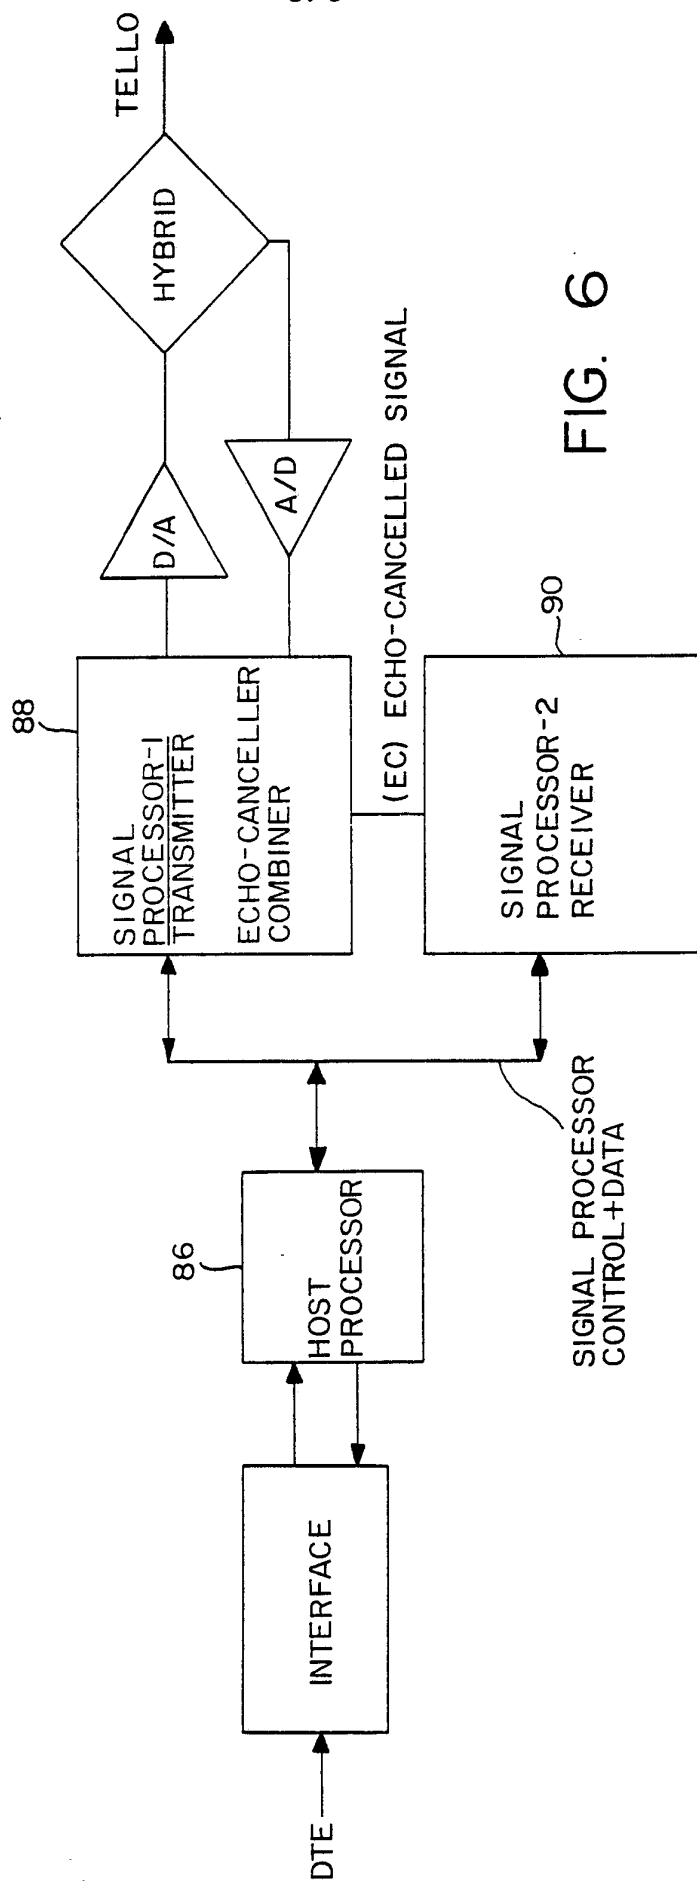 DTE
INTERFACE
86
HOST
PROCESSOR
SIGNAL PROCESSOR
CONTROL+DATA
88
SIGNAL
PROCESSOR-1
TRANSMITTER
ECHO-CANCELLER
COMBINER
(EC) ECHO-CANCELLED SIGNAL
90
SIGNAL
PROCESSOR-2
RECEIVER
D/A
A/D
HYBRID
TELLO
FIG. 6